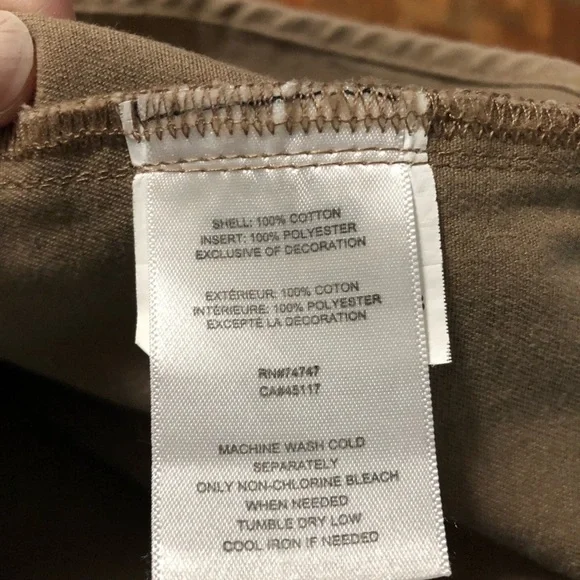 SHELL: 100% COTTON
INSERT: 100% POLYESTER
EXCLUSIVE OF DECORATION
EXTÉRIEUR: 100% COTON
INTÉRIEURE: 100% POLYESTER
EXCEPTÉ LA DÉCORATION
RN#74747
CA#45117
MACHINE WASH COLD
SEPARATELY
ONLY NON-CHLORINE BLEACH
WHEN NEEDED
TUMBLE DRY LOW
COOL IRON IF NEEDED